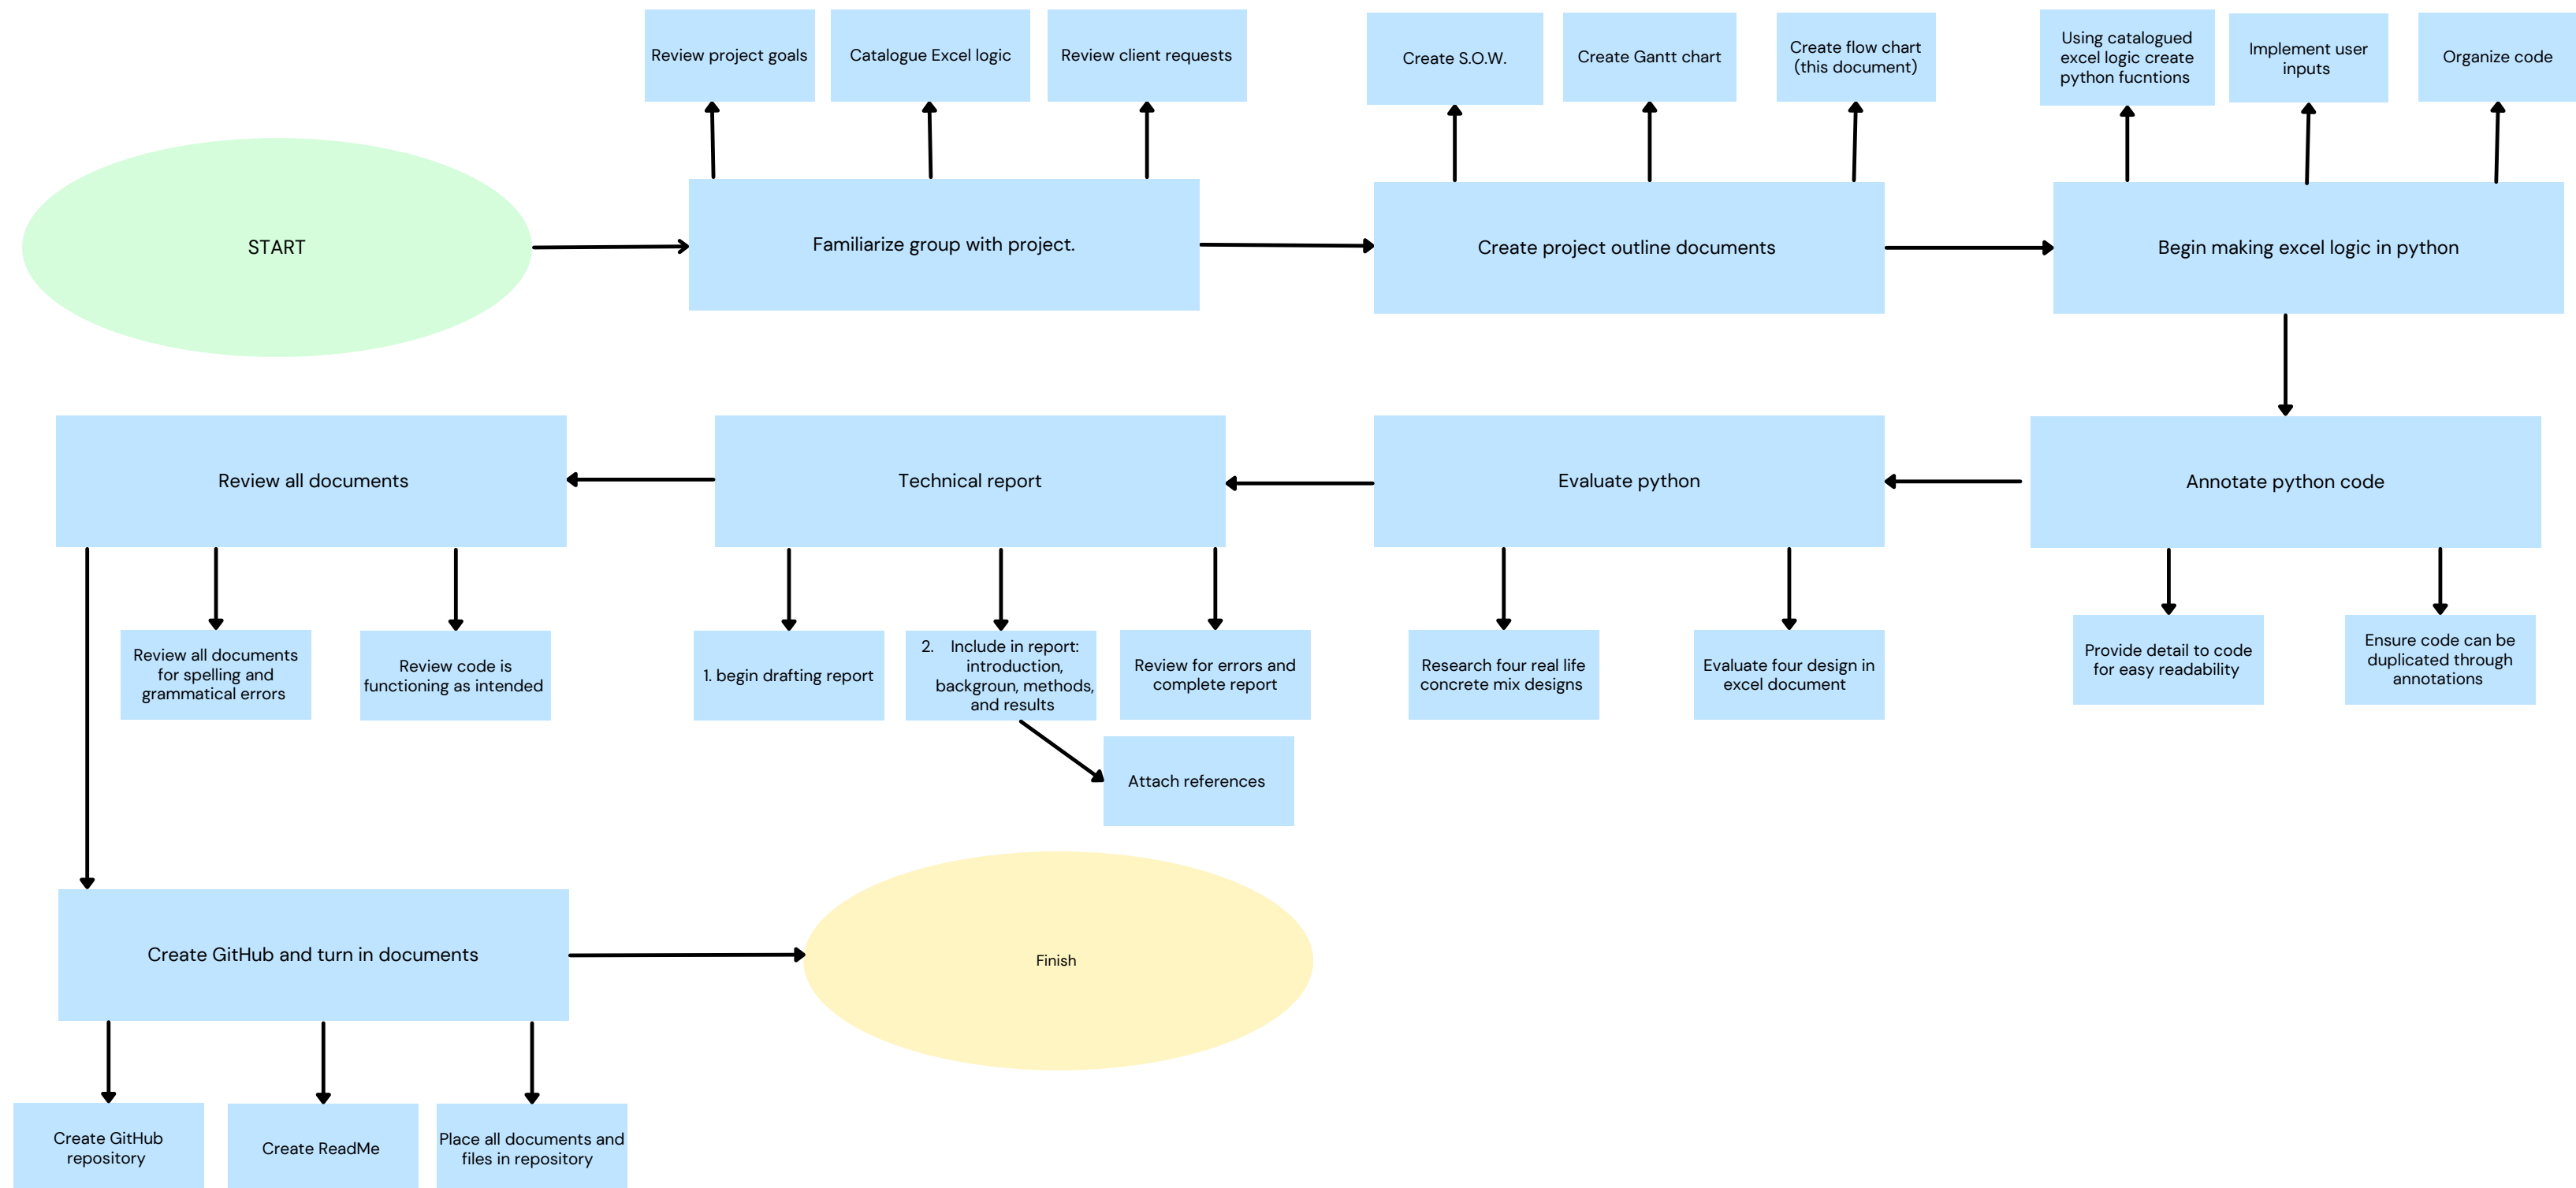 Review project goals
Catalogue Excel logic
Review client requests
Create S.O.W.
Create Gantt chart
Create flow chart
(this document)
Using catalogued
excel logic create
python fucntions
Implement user
inputs
Organize code
START
Familiarize group with project.
Create project outline documents
Begin making excel logic in python
Review all documents
Technical report
Evaluate python
Annotate python code
Review all documents
for spelling and
grammatical errors
Review code is
functioning as intended
1. begin drafting report
2. Include in report:
introduction,
backgroun, methods,
and results
Review for errors and
complete report
Research four real life
concrete mix designs
Evaluate four design in
excel document
Provide detail to code
for easy readability
Ensure code can be
duplicated through
annotations
Attach references
Create GitHub and turn in documents
Finish
Create GitHub
repository
Create ReadMe
Place all documents and
files in repository